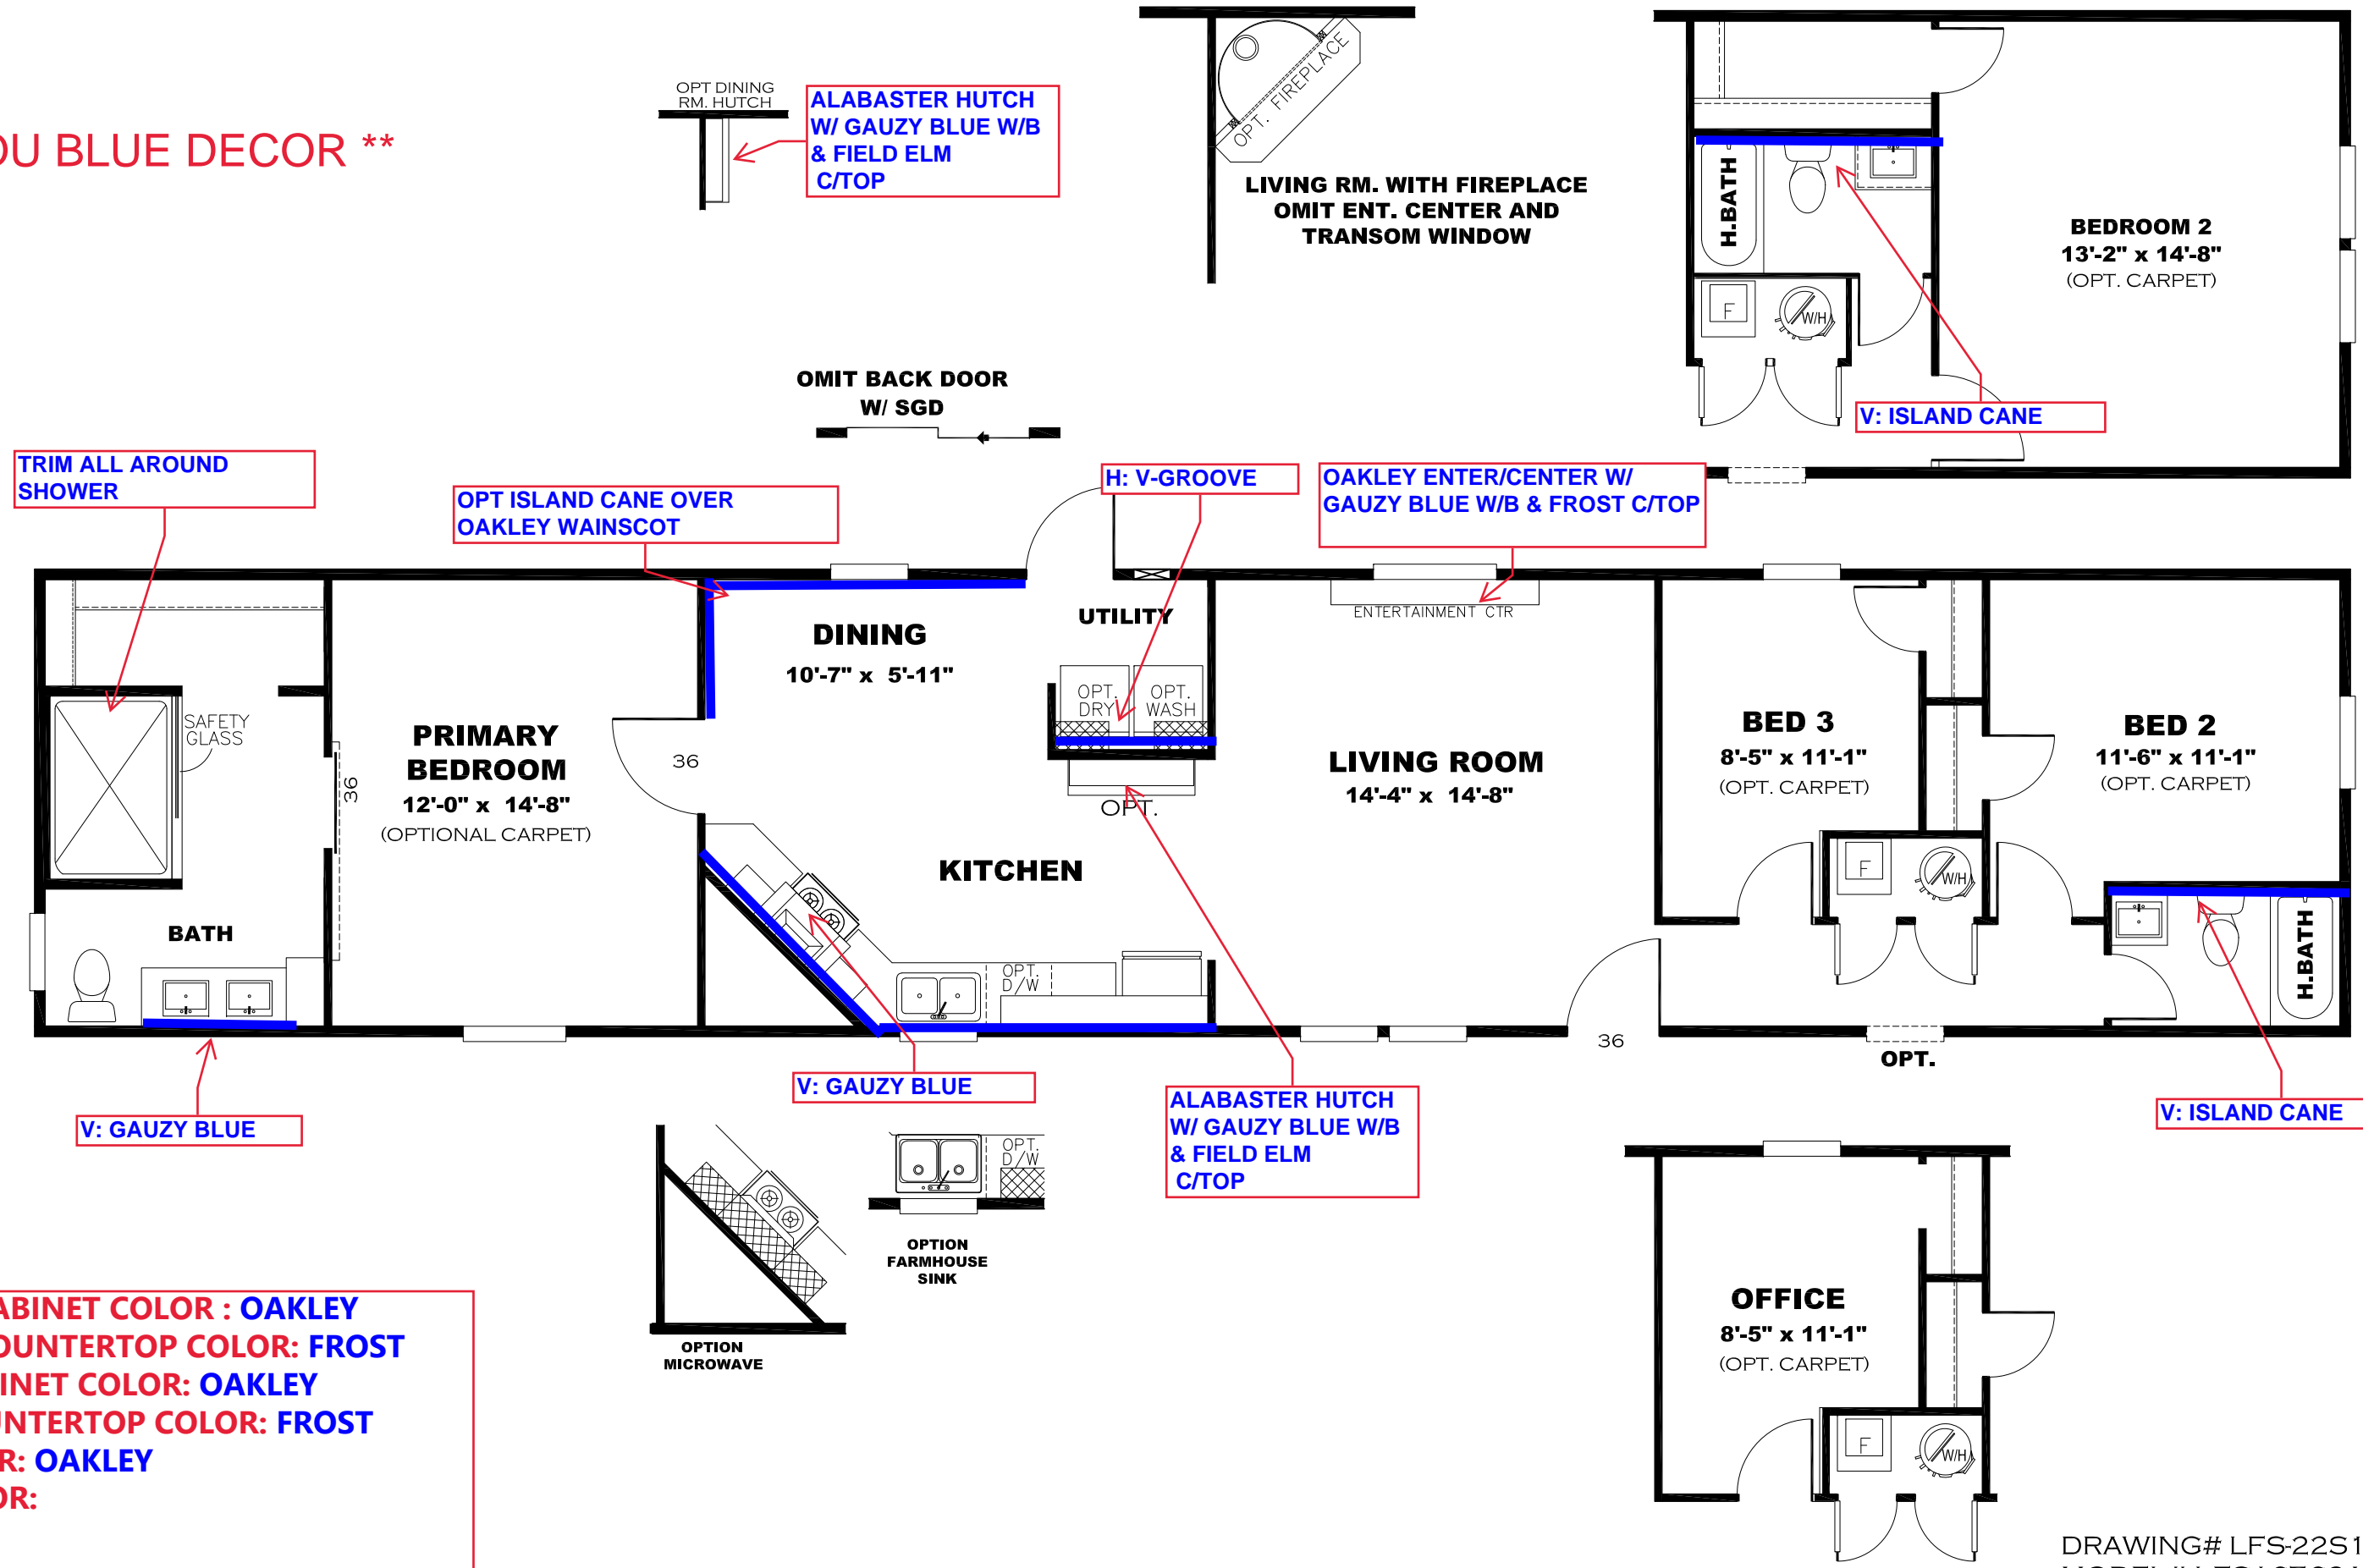 OPT DINING
RM. HUTCH
ALABASTER HUTCH
W/ GAUZY BLUE W/B
& FIELD ELM
C/TOP
BLUE DECOR **
OPT. FIREPLACE
LIVING RM. WITH FIREPLACE
OMIT ENT. CENTER AND
TRANSOM WINDOW
H.BATH
BEDROOM 2
13'-2" x 14'-8"
(OPT. CARPET)
F
W/H
V: ISLAND CANE
OMIT BACK DOOR
W/ SGD
TRIM ALL AROUND
SHOWER
OPT ISLAND CANE OVER
OAKLEY WAINSCOT
H: V-GROOVE
OAKLEY ENTER/CENTER W/
GAUZY BLUE W/B & FROST C/TOP
ENTERTAINMENT CTR
UTILITY
DINING
10'-7" x 5'-11"
OPT.
DRY
OPT.
WASH
SAFETY
GLASS
PRIMARY
BEDROOM
12'-0" x 14'-8"
(OPTIONAL CARPET)
36
36
OPT.
LIVING ROOM
14'-4" x 14'-8"
BED 3
8'-5" x 11'-1"
(OPT. CARPET)
BED 2
11'-6" x 11'-1"
(OPT. CARPET)
KITCHEN
F
W/H
BATH
OPT.
D/W
H.BATH
36
OPT.
V: GAUZY BLUE
V: GAUZY BLUE
ALABASTER HUTCH
W/ GAUZY BLUE W/B
& FIELD ELM
C/TOP
V: ISLAND CANE
OPT.
D/W
OPTION
FARMHOUSE
SINK
OPTION
MICROWAVE
OFFICE
8'-5" x 11'-1"
(OPT. CARPET)
F
W/H
COLOR : OAKLEY
COLOR: FROST
COLOR: OAKLEY
COLOR: FROST
OAKLEY
DRAWING# LFS-22S1